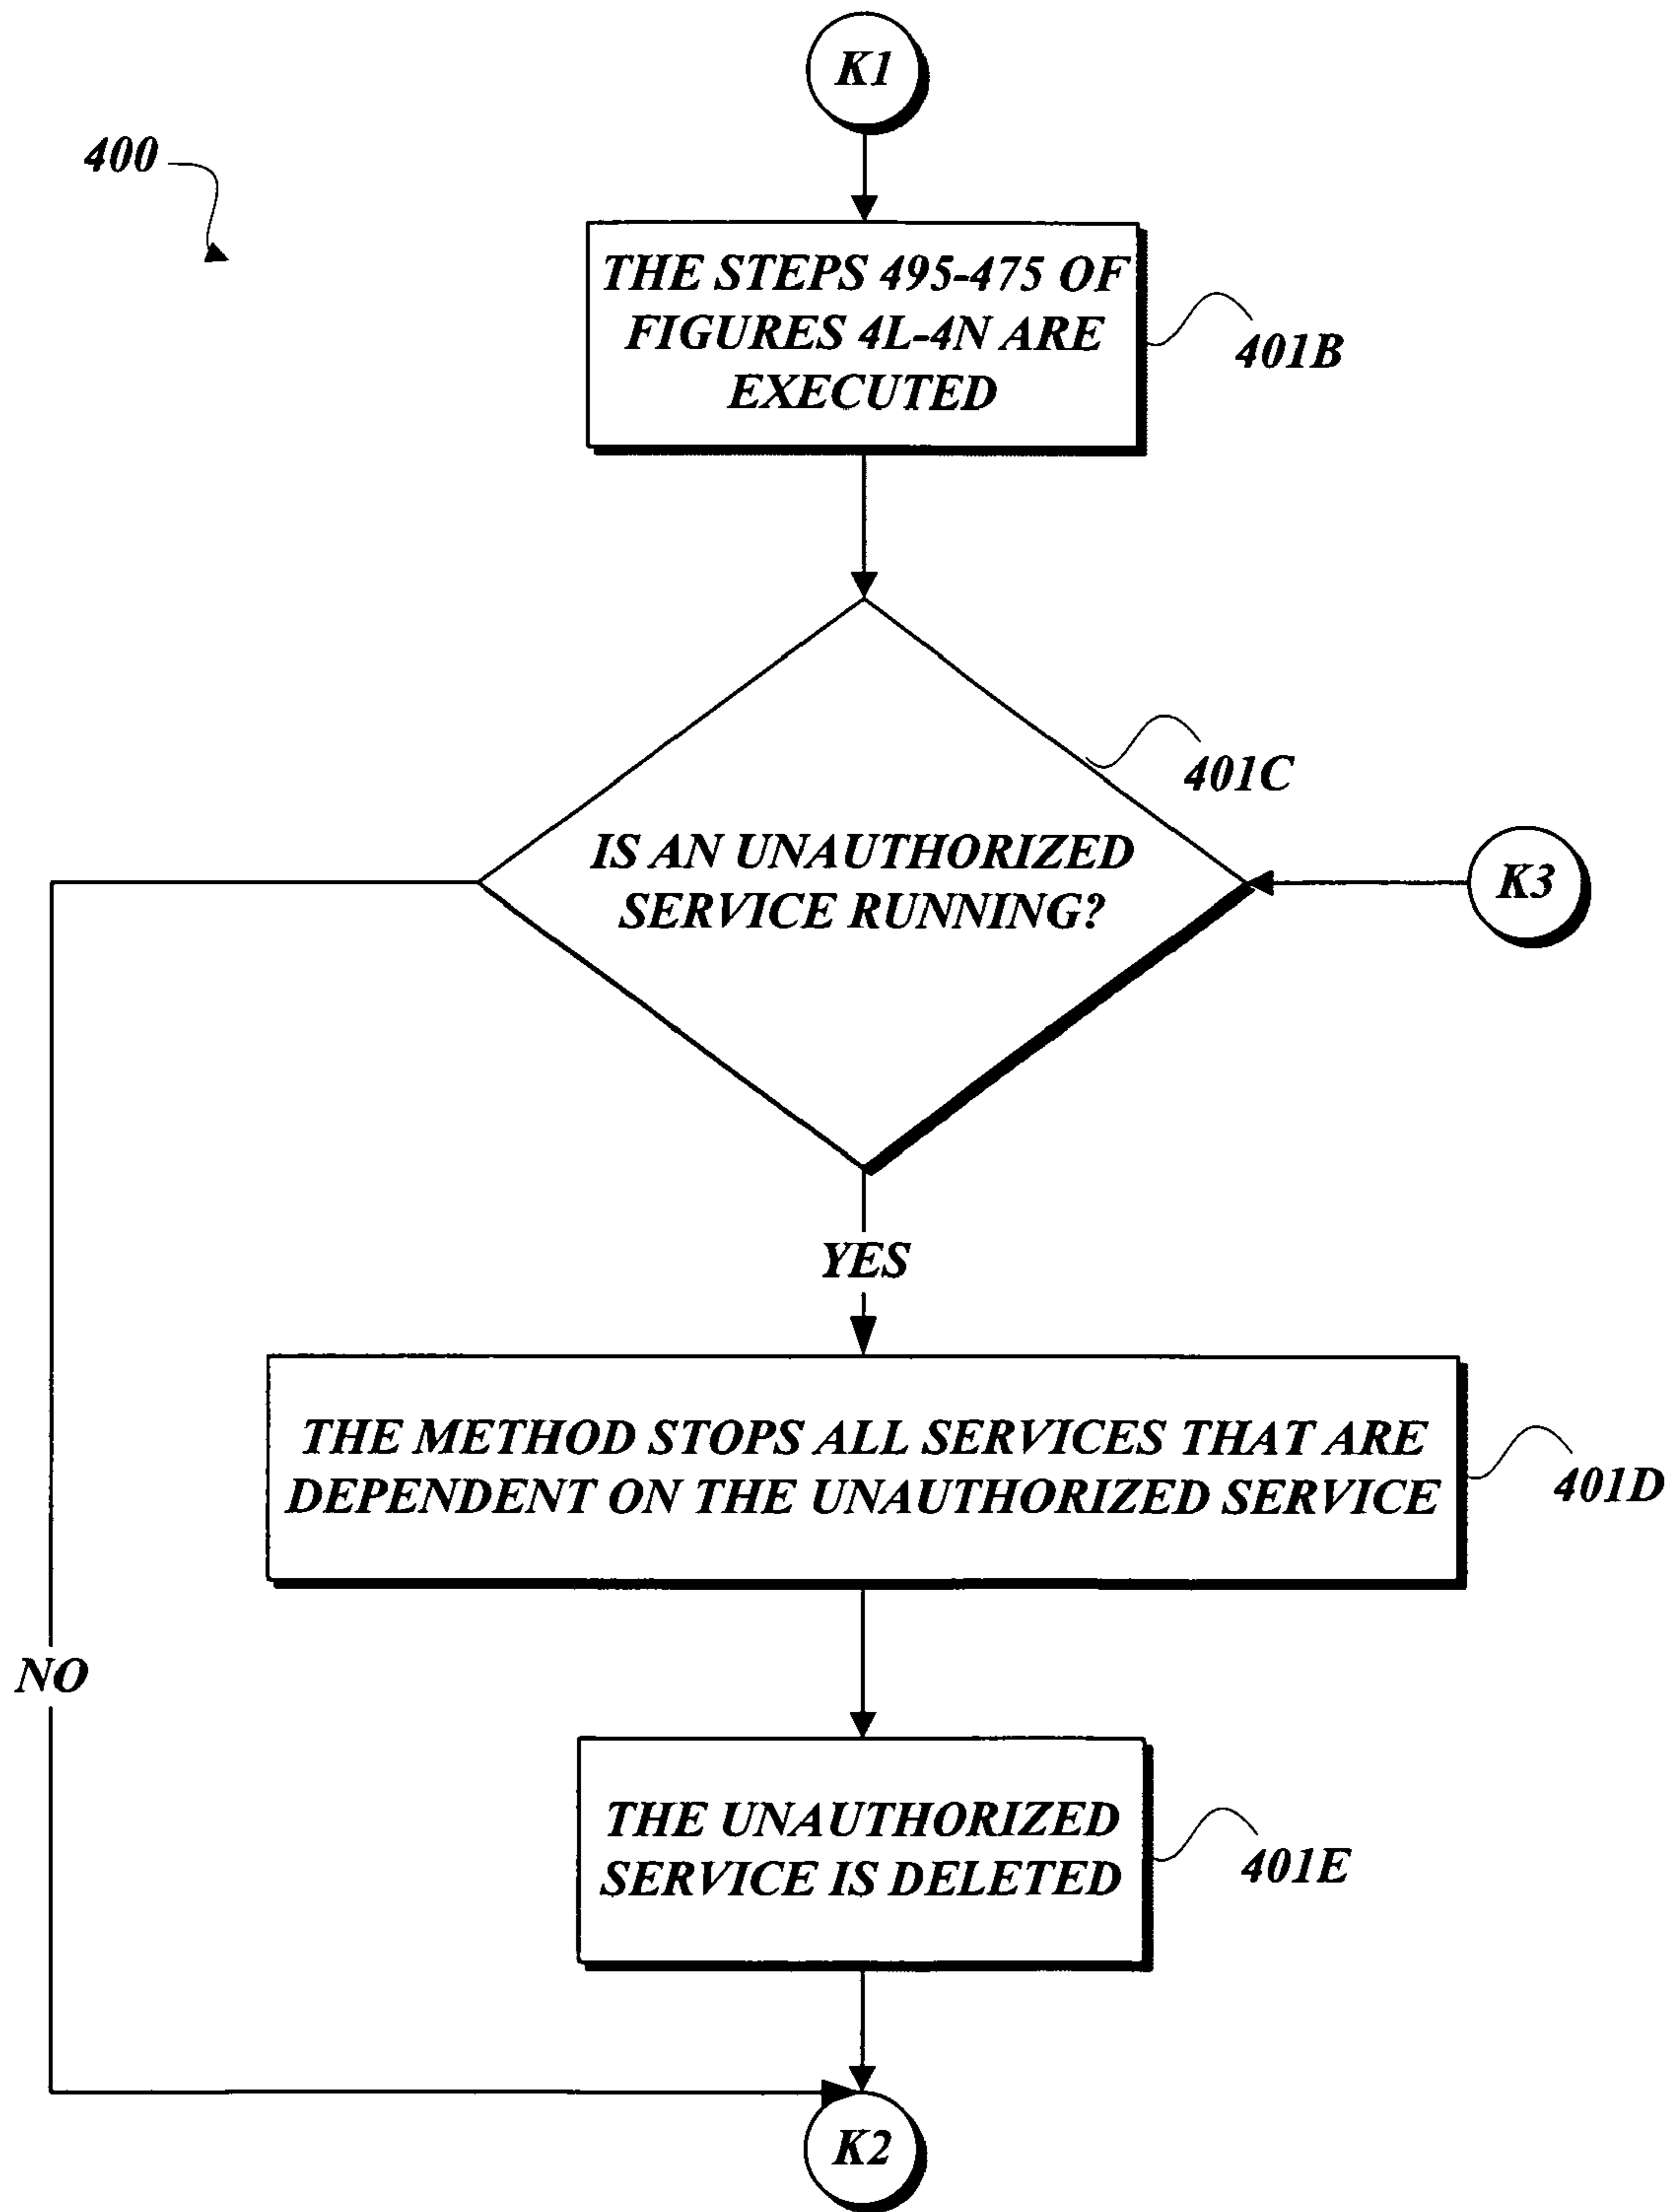 K1
400
THE STEPS 495-475 OF
FIGURES 4L-4N ARE
EXECUTED
401B
401C
IS AN UNAUTHORIZED
SERVICE RUNNING?
K3
YES
THE METHOD STOPS ALL SERVICES THAT ARE
DEPENDENT ON THE UNAUTHORIZED SERVICE
401D
NO
THE UNAUTHORIZED
SERVICE IS DELETED
401E
K2